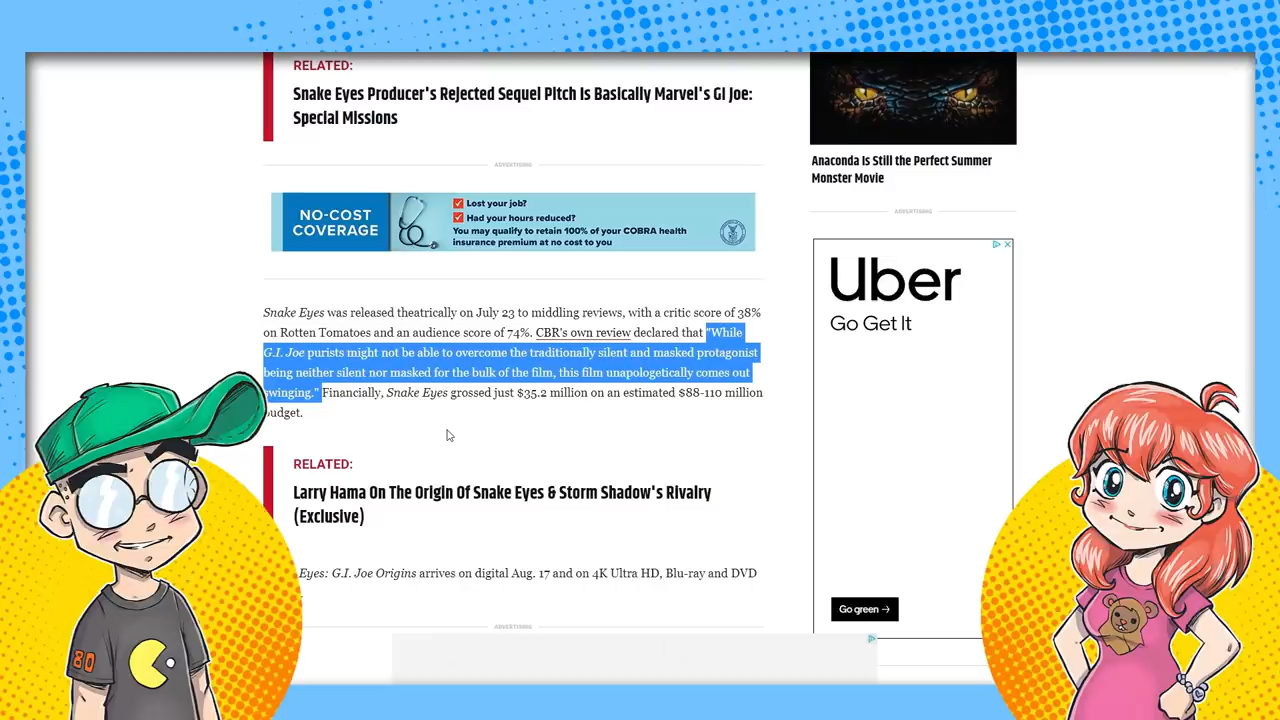 RELATED:
Snake Eyes Producer's Rejected Sequel Pitch Is Basically Marvel's GI Joe:
Special Missions
ADVERTISING
NO-COST
COVERAGE
Lost your job?
Had your hours reduced?
You may qualify to retain 100% of your COBRA health
insurance premium at no cost to you
Snake Eyes was released theatrically on July 23 to middling reviews, with a critic score of 38%
on Rotten Tomatoes and an audience score of 74%. CBR's own review declared that "While
G.I. Joe purists might not be able to overcome the traditionally silent and masked protagonist
being neither silent nor masked for the bulk of the film, this film unapologetically comes out
swinging." Financially, Snake Eyes grossed just $35.2 million on an estimated $88-110 million
budget.
RELATED:
Larry Hama On The Origin Of Snake Eyes & Storm Shadow's Rivalry
(Exclusive)
Eyes: G.I. Joe Origins arrives on digital Aug. 17 and on 4K Ultra HD, Blu-ray and DVD
ADVERTISING
Anaconda Is Still the Perfect Summer
Monster Movie
ADVERTISING
Uber
Go Get It
Go green →
80